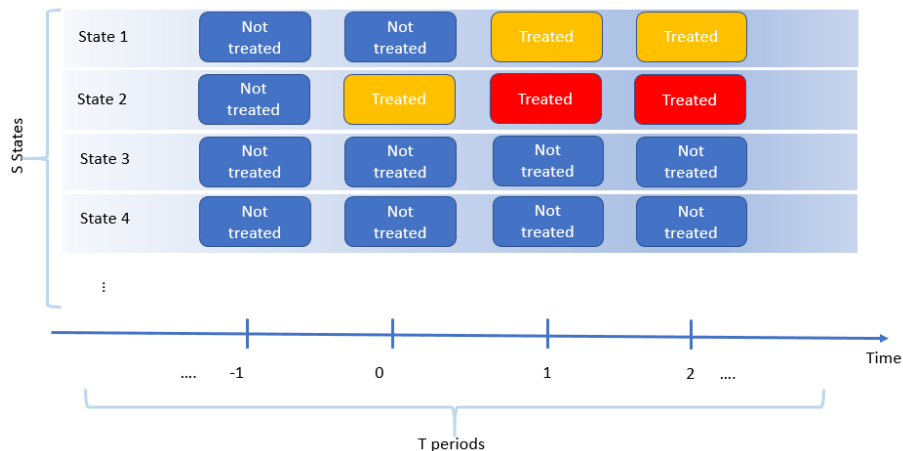 State 1
Not
treated
Not
treated
Treated
Treated
State 2
Not
treated
Treated
Treated
Treated
State 3
Not
treated
Not
treated
Not
treated
Not
treated
State 4
Not
treated
Not
treated
Not
treated
Not
treated
S States
⋮
Time
.... -1 0 1 2 ....
T periods